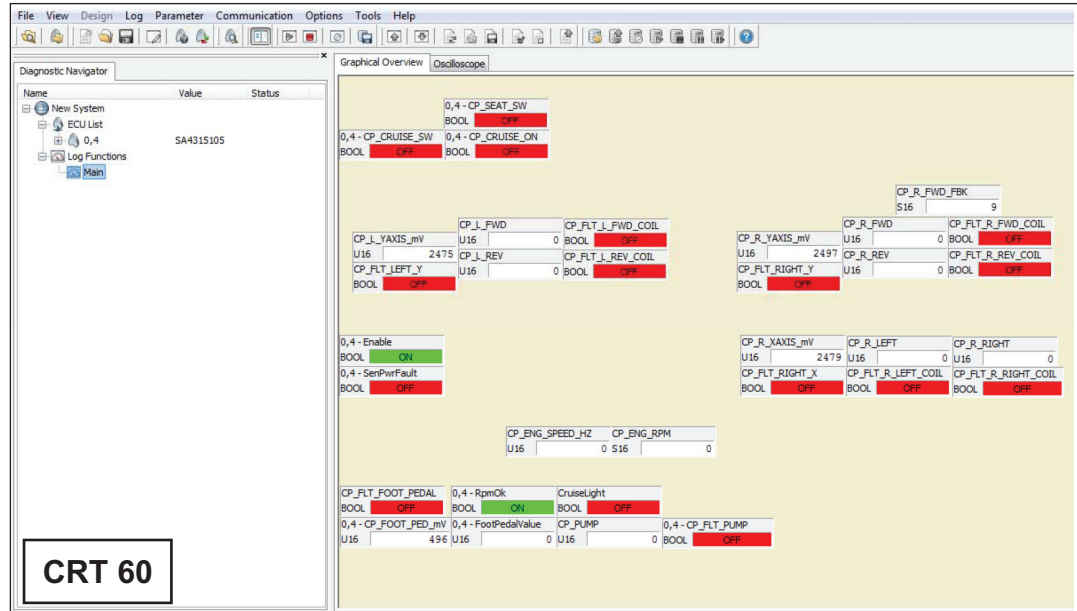 File View Design Log Parameter Communication Options Tools Help
Diagnostic Navigator
Name Value Status
New System
ECU List
0,4 SA4315105
Log Functions
Main
CRT 60
Graphical Overview Oscilloscope
0,4 - CP_SEAT_SW
BOOL OFF
0,4 - CP_CRUISE_SW 0,4 - CP_CRUISE_ON
BOOL OFF BOOL OFF
CP_R_FWD_FBK
S16 9
CP_L_FWD CP_FLT_L_FWD_COIL
U16 0 BOOL OFF
CP_L_YAXIS_mV
U16 2475
CP_L_REV CP_FLT_L_REV_COIL
U16 0 BOOL OFF
CP_FLT_LEFT_Y
BOOL OFF
CP_R_FWD CP_FLT_R_FWD_COIL
U16 0 BOOL OFF
CP_R_YAXIS_mV
U16 2497
CP_R_REV CP_FLT_R_REV_COIL
U16 0 BOOL OFF
CP_FLT_RIGHT_Y
BOOL OFF
0,4 - Enable
BOOL ON
0,4 - SenPwrFault
BOOL OFF
CP_R_XAXIS_mV CP_R_LEFT CP_R_RIGHT
U16 2479 U16 0 U16 0
CP_FLT_RIGHT_X CP_FLT_R_LEFT_COIL CP_FLT_R_RIGHT_COIL
BOOL OFF BOOL OFF BOOL OFF
CP_ENG_SPEED_HZ CP_ENG_RPM
U16 0 S16 0
CP_FLT_FOOT_PEDAL 0,4 - RpmOk CruiseLight
BOOL OFF BOOL ON BOOL OFF
0,4 - CP_FOOT_PED_mV 0,4 - FootPedalValue CP_PUMP 0,4 - CP_FLT_PUMP
U16 496 U16 0 U16 0 BOOL OFF